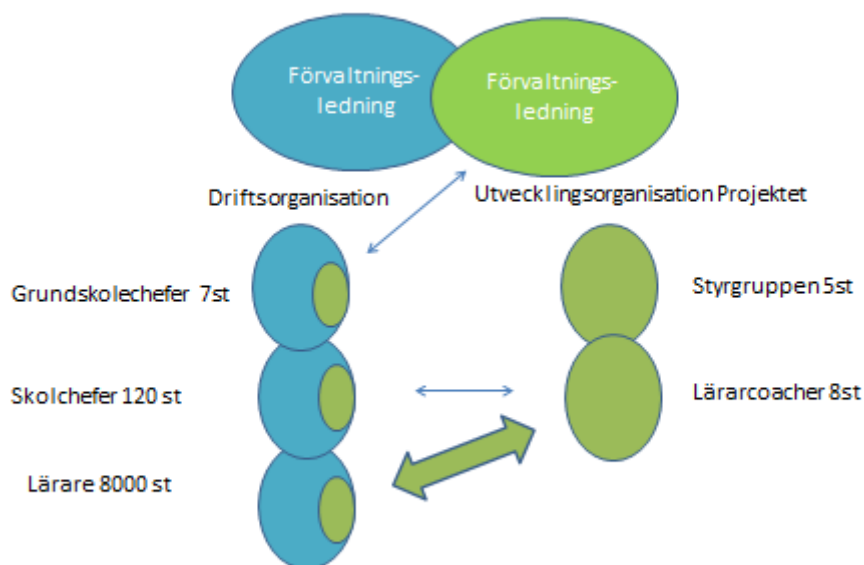 Förvaltnings-
ledning
Förvaltnings-
ledning
Driftsorganisation
Utvecklingsorganisation Projektet
Grundskolechefer 7st
Styrgruppen 5st
Skolchefer 120 st
Lärarcoacher 8st
Lärare 8000 st